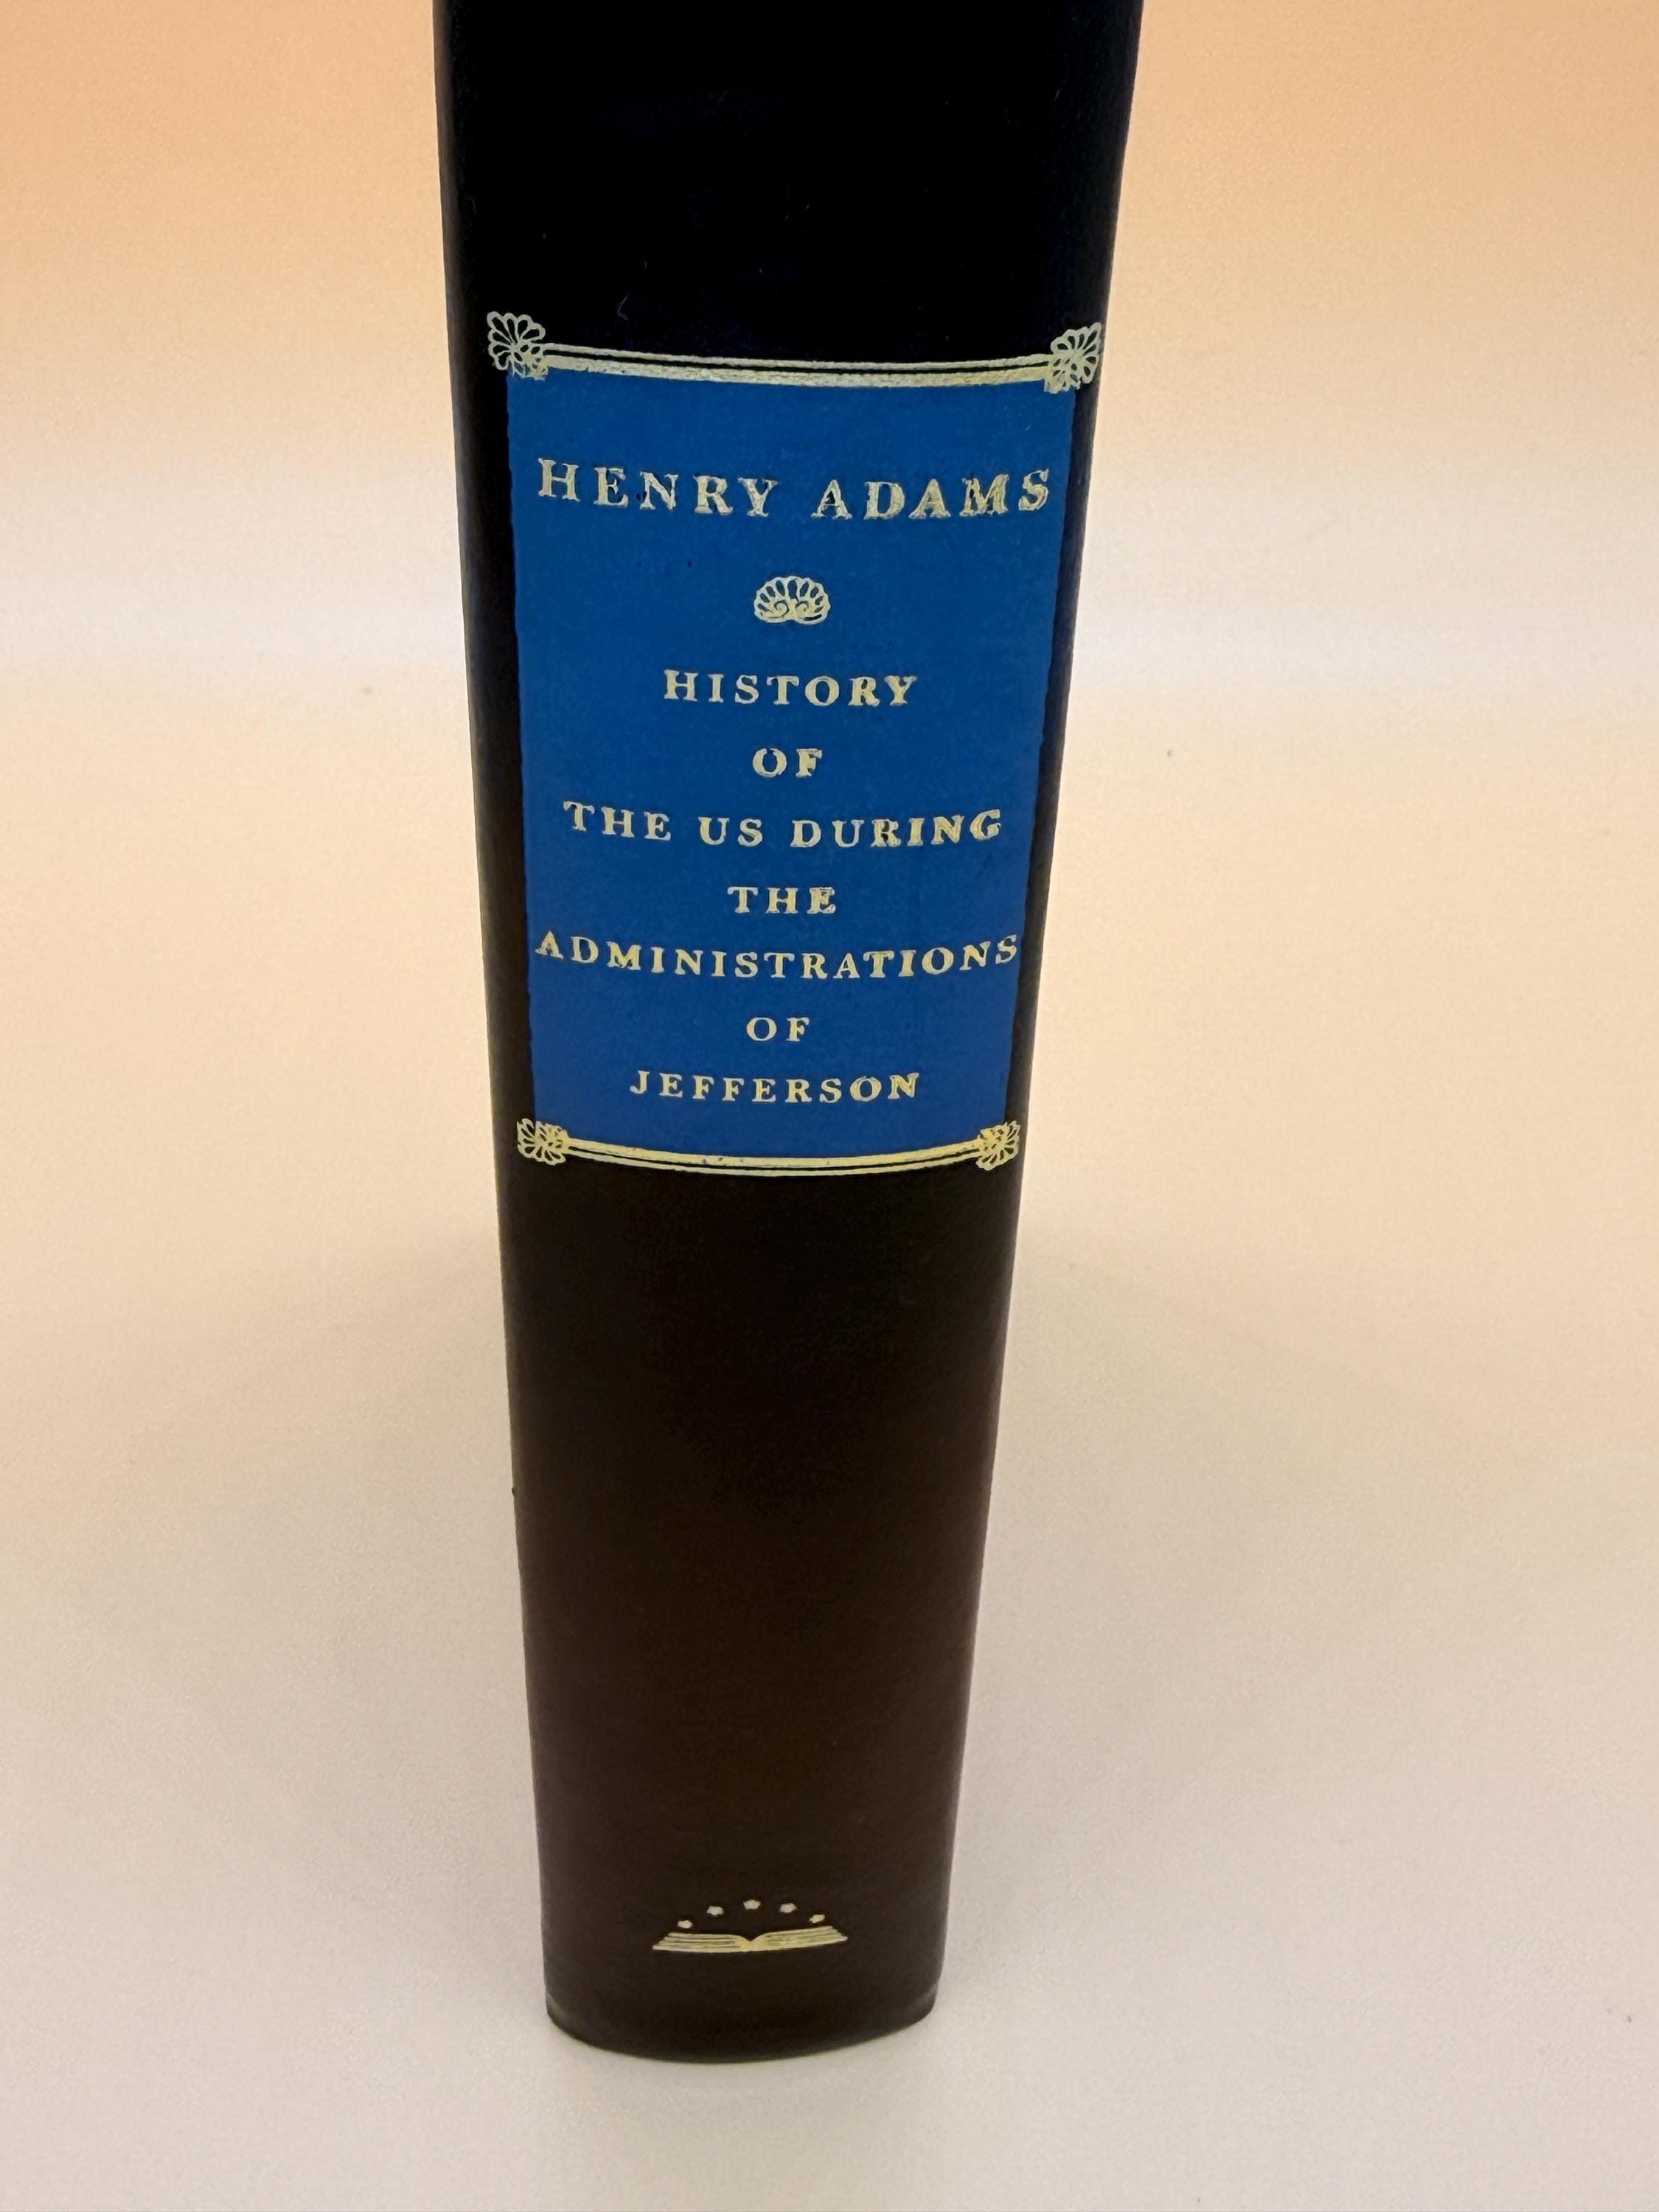 HENRY ADAMS
HISTORY
OF
THE US DURING
THE
ADMINISTRATIONS
OF
JEFFERSON